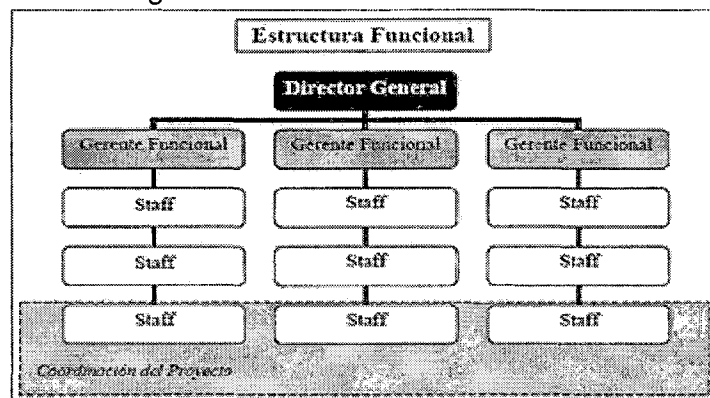 Estructura Funcional
Director General
Gerente Funcional Gerente Funcional Gerente Funcional
Staff Staff Staff
Staff Staff Staff
Staff Staff Staff
Coordinación del Proyecto